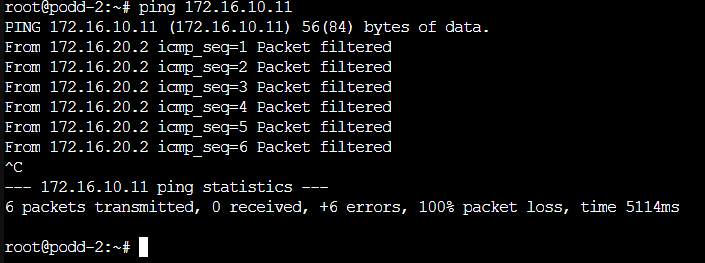 root@podd-2:~# ping 172.16.10.11
PING 172.16.10.11 (172.16.10.11) 56(84) bytes of data.
From 172.16.20.2 icmp_seq=1 Packet filtered
From 172.16.20.2 icmp_seq=2 Packet filtered
From 172.16.20.2 icmp_seq=3 Packet filtered
From 172.16.20.2 icmp_seq=4 Packet filtered
From 172.16.20.2 icmp_seq=5 Packet filtered
From 172.16.20.2 icmp_seq=6 Packet filtered
^C
--- 172.16.10.11 ping statistics ---
6 packets transmitted, 0 received, +6 errors, 100% packet loss, time 5114ms
root@podd-2:~#